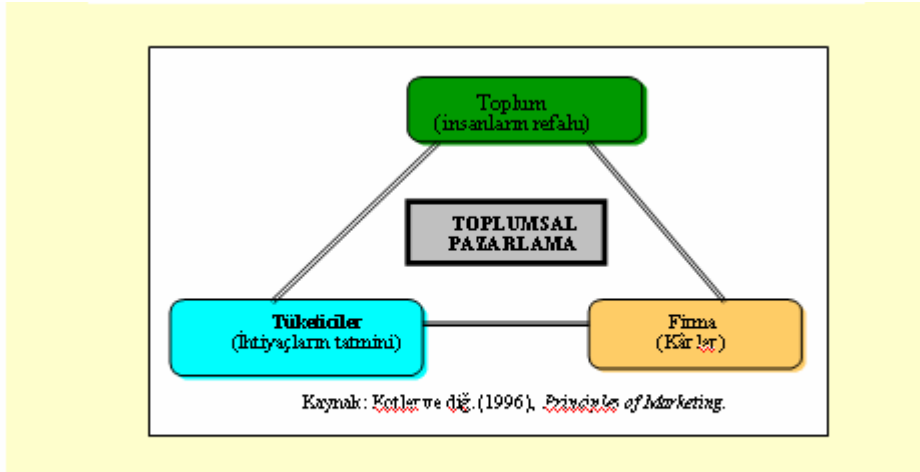 Toplum
(insanların refahı)
TOPLUMSAL
PAZARLAMA
Tüketiciler
(İhtiyaçların tatmini)
Firma
(Kârlar)
Kaynak: Kotler ve diğ.(1996), Principles of Marketing.